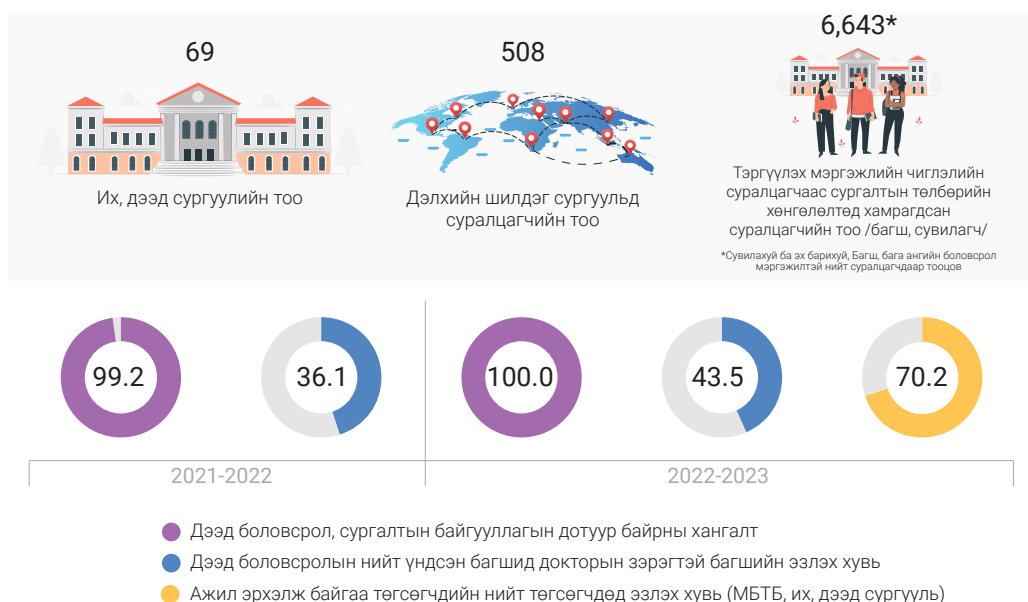 69
Их, дээд сургуулийн тоо
508
Дэлхийн шилдэг сургуульд
суралцагчийн тоо
6,643*
Тэргүүлэх мэргэжлийн чиглэлийн
суралцагчаас сургалтын төлбөрийн
хөнгөлөлтөд хамрагдсан
суралцагчийн тоо /багш, сувилагч/
*Сувилахуй ба эх барихуй, Багш, бага ангийн боловсрол
мэргэжилтэй нийт суралцагчдаар тооцов
99.2
36.1
100.0
43.5
70.2
2021-2022
2022-2023
Дээд боловсрол, сургалтын байгууллагын дотуур байрны хангалт
Дээд боловсролын нийт үндсэн багшид докторын зэрэгтэй багшийн эзлэх хувь
Ажил эрхэлж байгаа төгсөгчдийн нийт төгсөгчдөд эзлэх хувь (МБТБ, их, дээд сургууль)